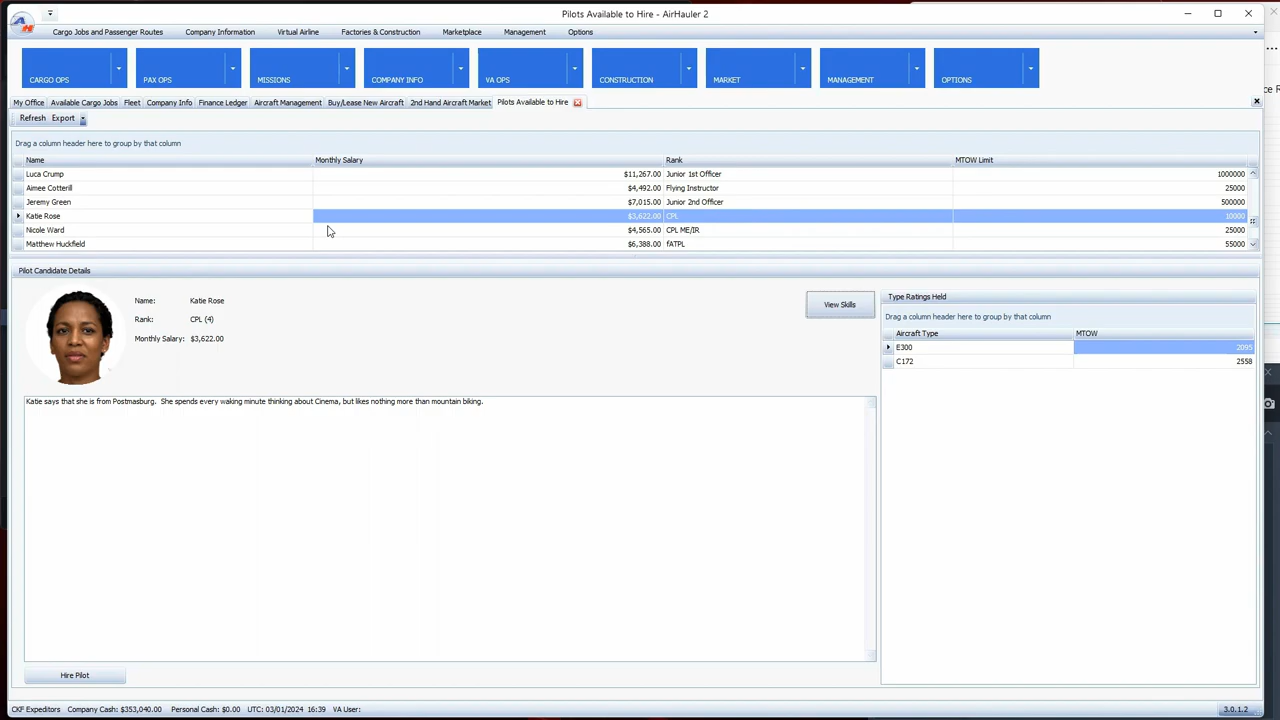 Pilots Available to Hire - AirHauler 2
Cargo Jobs and Passenger Routes Company Information Virtual Airline Factories & Construction Marketplace Management Options
CARGO OPS PAX OPS MISSIONS COMPANY INFO VA OPS CONSTRUCTION MARKET MANAGEMENT OPTIONS
My Office Available Cargo Jobs Fleet Company Info Finance Ledger Aircraft Management Buy/Lease New Aircraft 2nd Hand Aircraft Market Pilots Available to Hire
Refresh Export
Drag a column header here to group by that column
Name Monthly Salary Rank MTOW Limit
Luca Crump $11,267.00 Junior 1st Officer 1000000
Aimee Cotterill $4,492.00 Flying Instructor 25000
Jeremy Green $7,015.00 Junior 2nd Officer 500000
Katie Rose $3,622.00 CPL 10000
Nicole Ward $4,565.00 CPL ME/IR 25000
Matthew Huckfield $6,388.00 fATPL 55000
Pilot Candidate Details
Name: Katie Rose
Rank: CPL (4)
Monthly Salary: $3,622.00
View Skills
Type Ratings Held
Drag a column header here to group by that column
Aircraft Type MTOW
E300 2095
C172 2558
Katie says that she is from Postmasburg. She spends every waking minute thinking about Cinema, but likes nothing more than mountain biking.
Hire Pilot
CKF Expeditors Company Cash: $353,040.00 Personal Cash: $0.00 UTC: 03/01/2024 16:39 VA User: 3.0.1.2